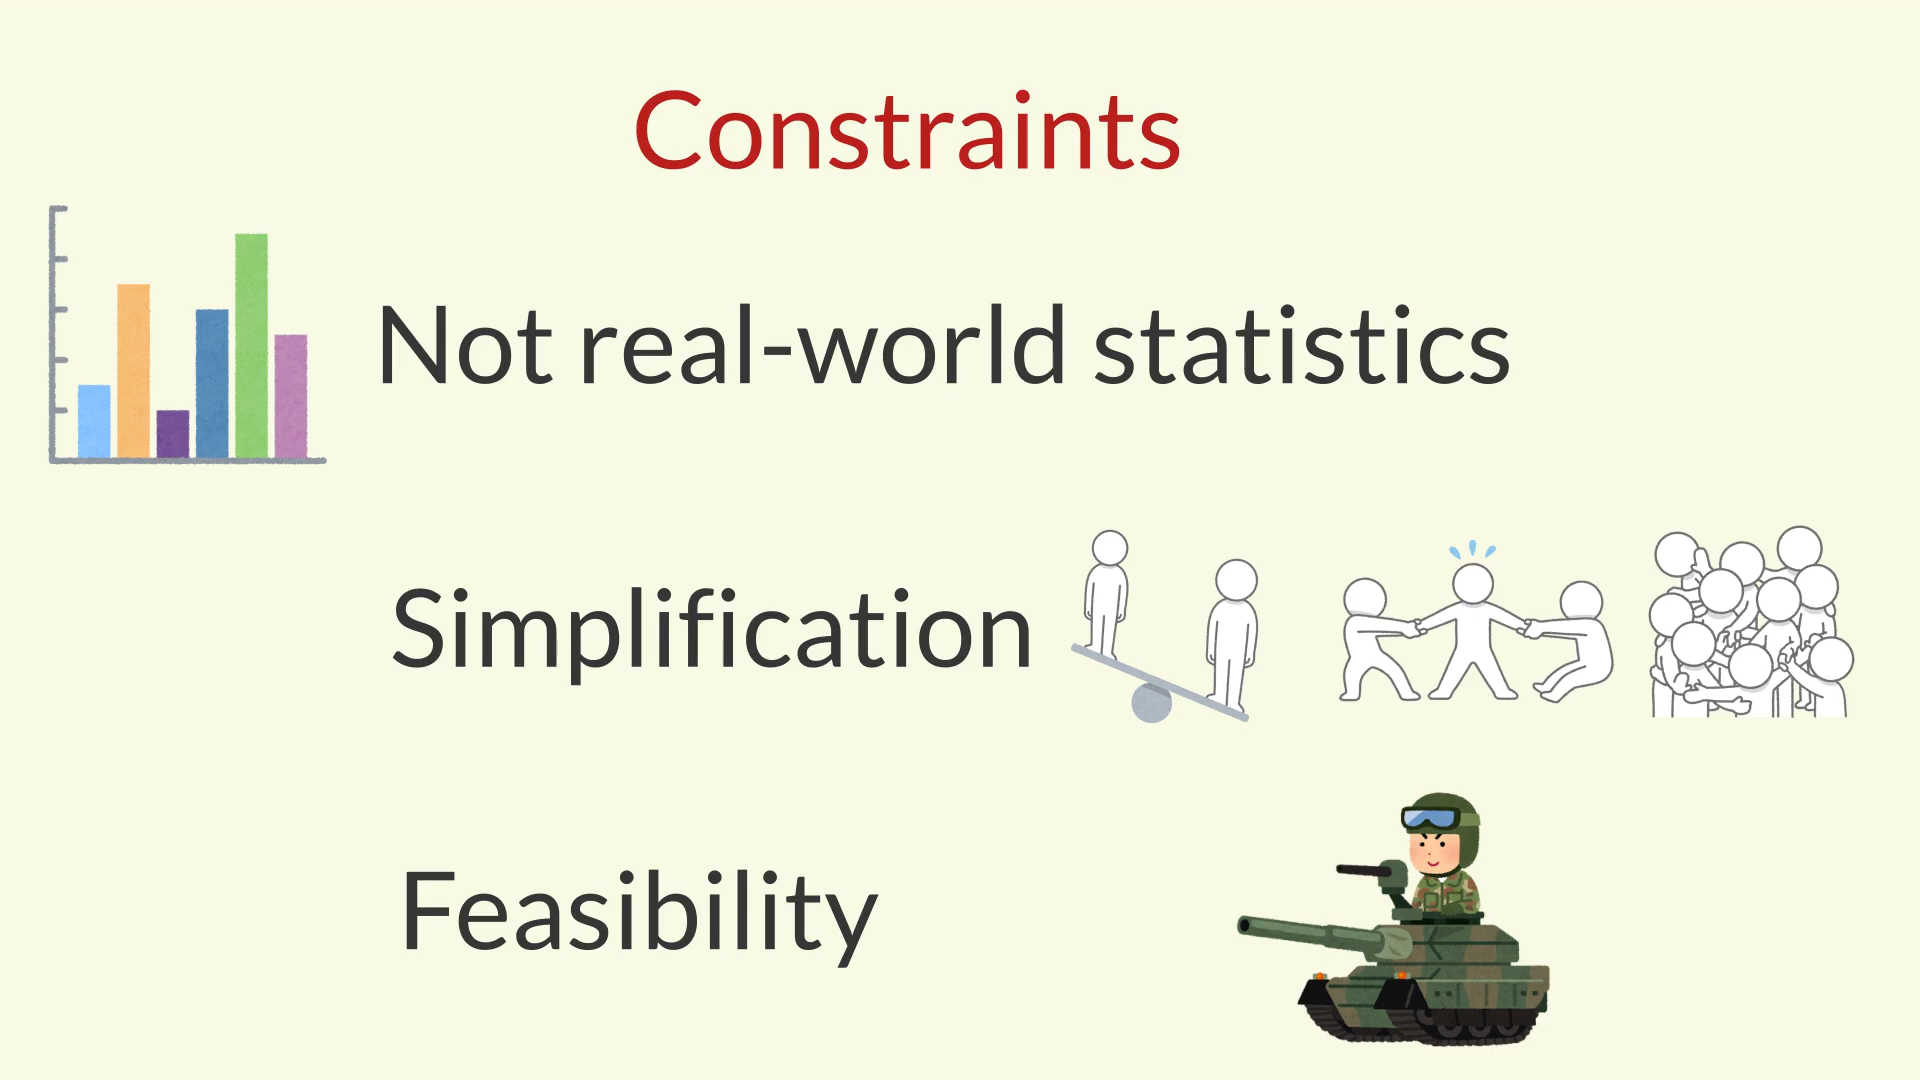 Constraints
Not real-world statistics
Simplification
Feasibility